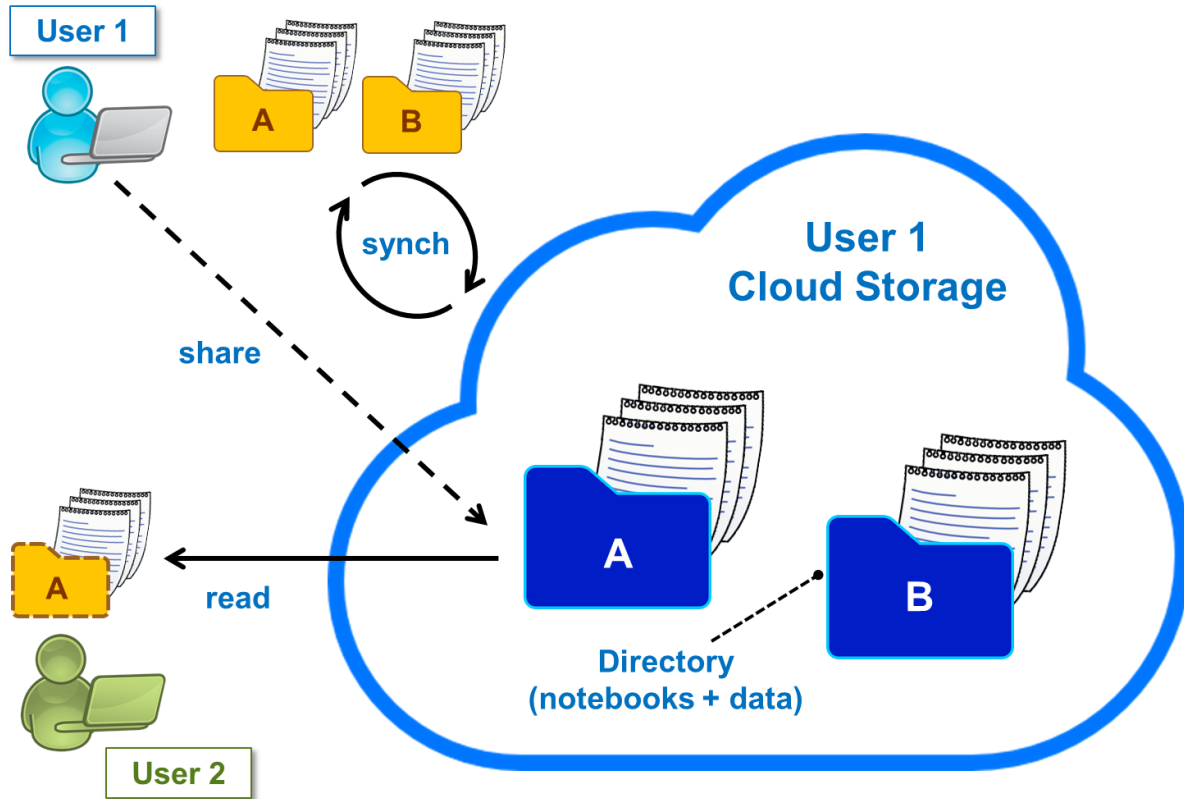 User 1
A
B
synch
User 1
Cloud Storage
share
A
B
A
read
Directory
(notebooks + data)
User 2